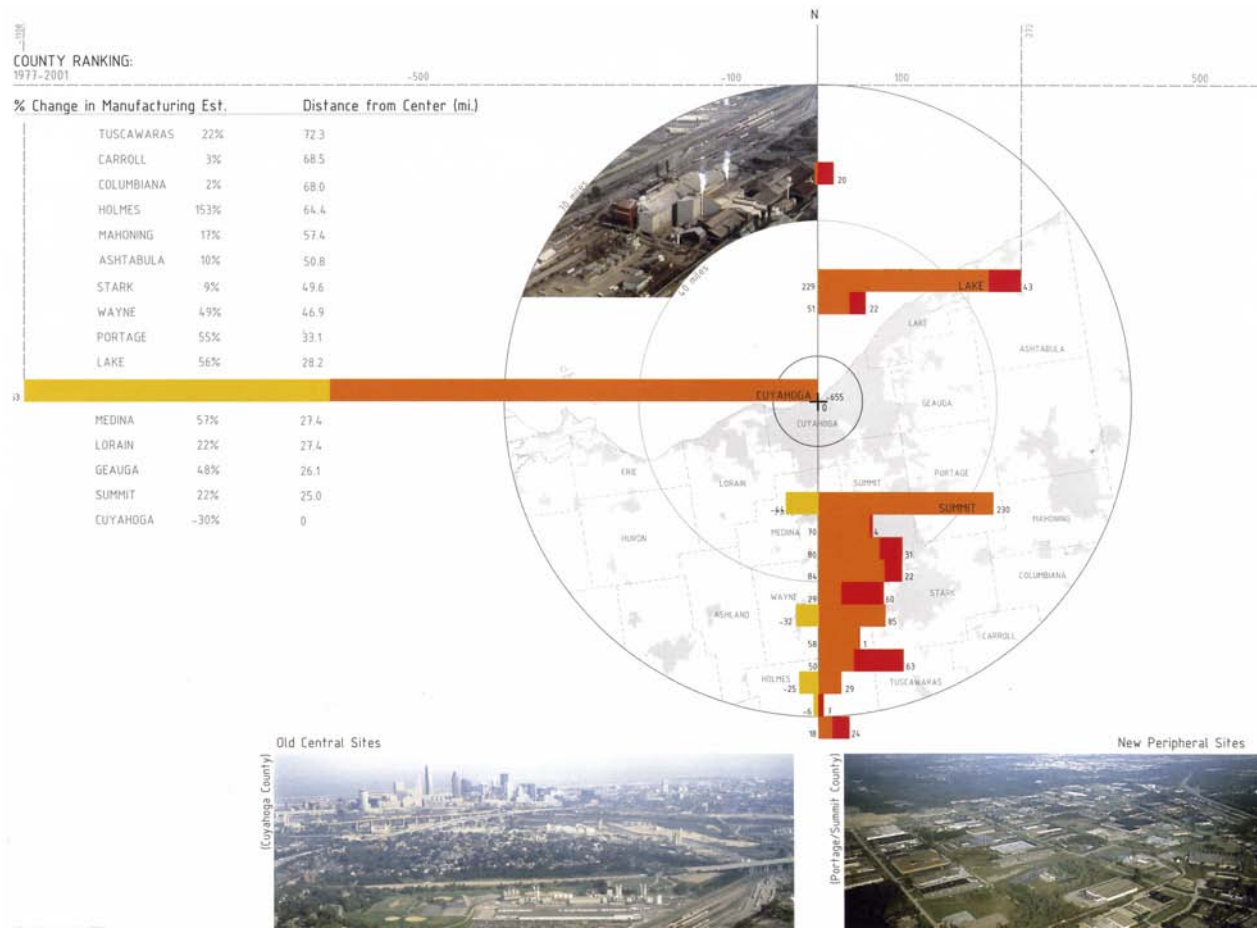 N
-1108
272
COUNTY RANKING:
1977-2001
-500
-100
100
500
% Change in Manufacturing Est. Distance from Center (mi.)
TUSCAWARAS 22% 72.3
CARROLL 3% 68.5
COLUMBIANA 2% 68.0
HOLMES 153% 64.4
MAHONING 17% 57.4
ASHTABULA 10% 50.8
STARK 9% 49.6
WAYNE 49% 46.9
PORTAGE 55% 33.1
LAKE 56% 28.2
MEDINA 57% 27.4
LORAIN 22% 27.4
GEAUGA 48% 26.1
SUMMIT 22% 25.0
CUYAHOGA -30% 0
70 miles
40 miles
20
229 LAKE 43
51 22
LAKE
ASHTABULA
53 CUYAHOGA -655
0
GEAUGA
CUYAHOGA
ERIE
LORAIN
SUMMIT
PORTAGE
SUMMIT 230
MAHONING
HURON
MEDINA 70 4
80 31
84 22
COLUMBIANA
WAYNE 29 60
STARK
ASHLAND
-32 85
58 1
CARROLL
50 63
HOLMES
TUSCAWARAS
-25 29
-6 7
18 24
Old Central Sites
New Peripheral Sites
(Cuyahoga County)
(Portage/Summit County)